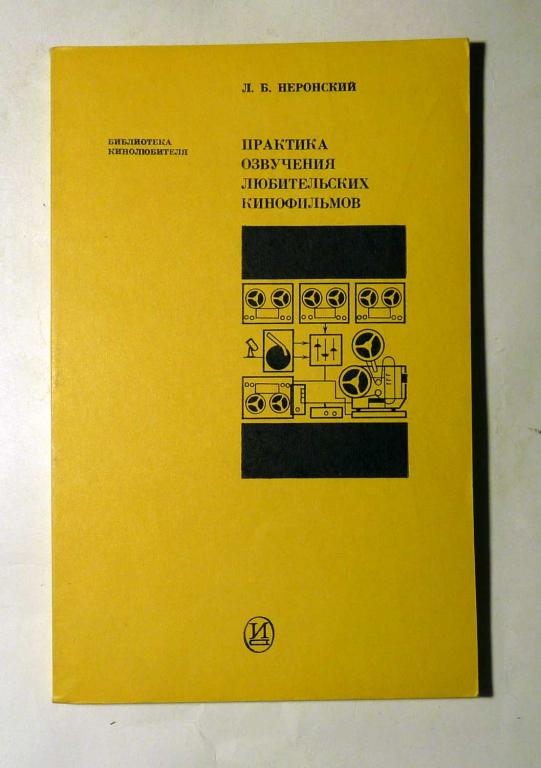 Л. Б. НЕРОНСКИЙ
БИБЛИОТЕКА
КИНОЛЮБИТЕЛЯ
ПРАКТИКА
ОЗВУЧЕНИЯ
ЛЮБИТЕЛЬСКИХ
КИНОФИЛЬМОВ
И